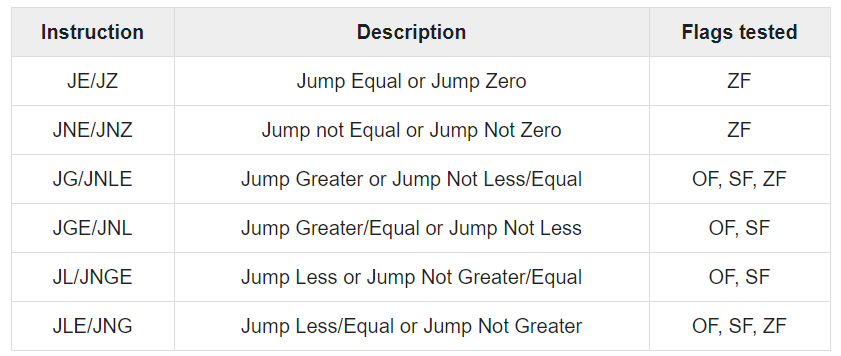 Instruction Description Flags tested
JE/JZ Jump Equal or Jump Zero ZF
JNE/JNZ Jump not Equal or Jump Not Zero ZF
JG/JNLE Jump Greater or Jump Not Less/Equal OF, SF, ZF
JGE/JNL Jump Greater/Equal or Jump Not Less OF, SF
JL/JNGE Jump Less or Jump Not Greater/Equal OF, SF
JLE/JNG Jump Less/Equal or Jump Not Greater OF, SF, ZF